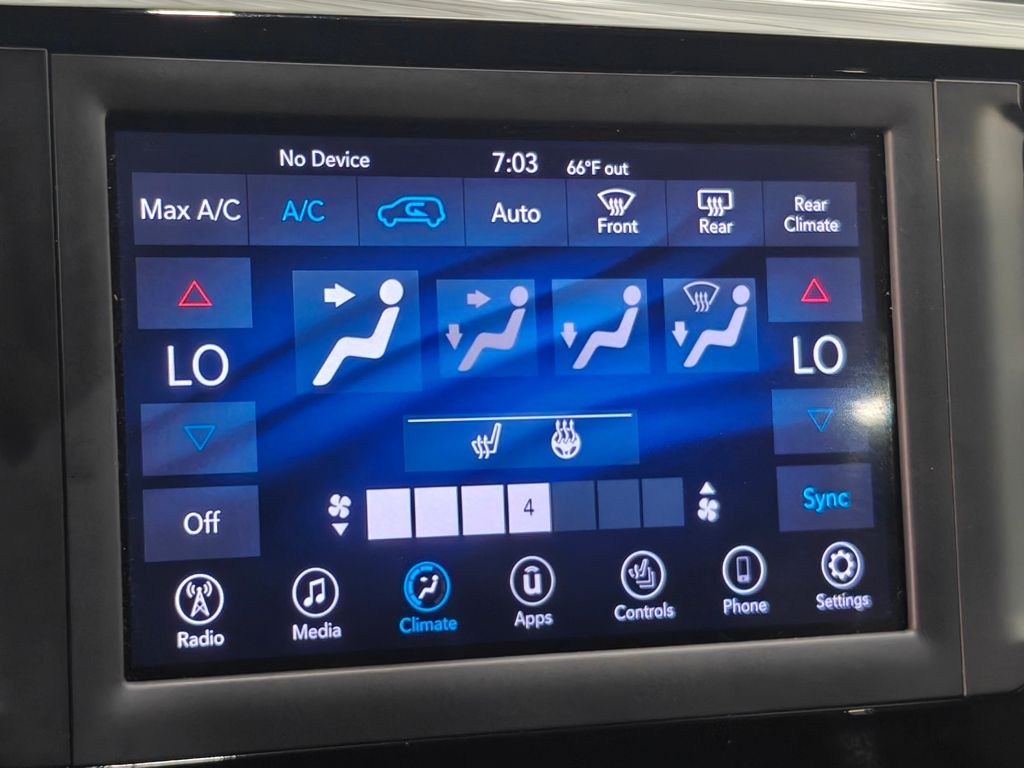 No Device 7:03 66°F out
Max A/C A/C Auto Front Rear Rear Climate
LO LO
4
Off Sync
Radio Media Climate Apps Controls Phone Settings